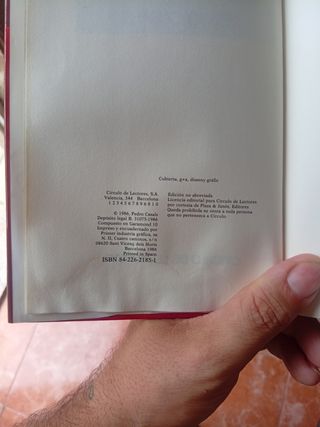 Cubierta, g+a, disseny gràfic
Círculo de Lectores, S.A.
Valencia, 344 Barcelona
1 2 3 4 5 6 7 8 9 6 8 1 0
© 1986, Pedro Casals
Depósito legal B. 31075-1986
Compuesto en Garamond 10
Impreso y encuadernado por
Printer industria gráfica, sa
N. II, Cuatro caminos, s/n
08620 Sant Vicenç dels Horts
Barcelona 1986
Printed in Spain
ISBN 84-226-2185-1
Edición no abreviada
Licencia editorial para Círculo de Lectores
por cortesía de Plaza & Janés, Editores
Queda prohibida su venta a toda persona
que no pertenezca a Círculo